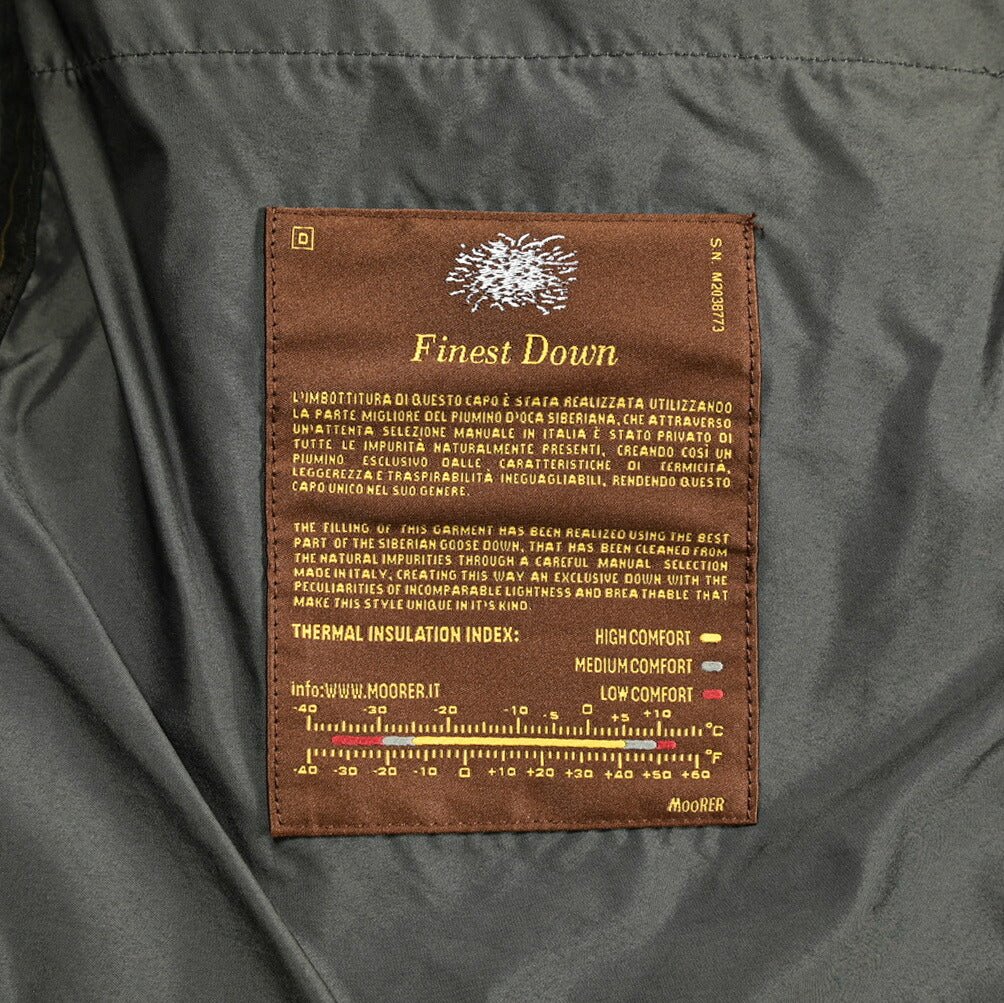 D
S.N. M2038773
Finest Down
L'IMBOTTITURA DI QUESTO CAPO È STATA REALIZZATA UTILIZZANDO
LA PARTE MIGLIORE DEL PIUMINO D'OCA SIBERIANA, CHE ATTRAVERSO
UN'ATTENTA SELEZIONE MANUALE IN ITALIA È STATO PRIVATO DI
TUTTE LE IMPURITÀ NATURALMENTE PRESENTI, CREANDO COSÌ UN
PIUMINO ESCLUSIVO DALLE CARATTERISTICHE DI TERMICITÀ,
LEGGEREZZA E TRASPIRABILITÀ INEGUAGLIABILI, RENDENDO QUESTO
CAPO UNICO NEL SUO GENERE.
THE FILLING OF THIS GARMENT HAS BEEN REALIZED USING THE BEST
PART OF THE SIBERIAN GOOSE DOWN, THAT HAS BEEN CLEANED FROM
THE NATURAL IMPURITIES THROUGH A CAREFUL MANUAL SELECTION
MADE IN ITALY, CREATING THIS WAY AN EXCLUSIVE DOWN WITH THE
PECULIARITIES OF INCOMPARABLE LIGHTNESS AND BREATHABLE THAT
MAKE THIS STYLE UNIQUE IN IT'S KIND.
THERMAL INSULATION INDEX: HIGH COMFORT
MEDIUM COMFORT
info:WWW.MOORER.IT LOW COMFORT
-40 -30 -20 -10 -5 0 +5 +10
°C
°F
-40 -30 -20 -10 0 +10 +20 +30 +40 +50 +60
MOORER